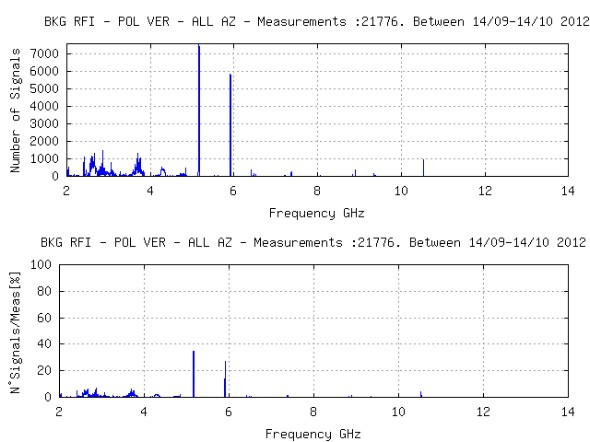 BKG RFI - POL VER - ALL AZ - Measurements :21776. Between 14/09-14/10 2012
Number of Signals
7000
6000
5000
4000
3000
2000
1000
0
2 4 6 8 10 12 14
Frequency GHz
BKG RFI - POL VER - ALL AZ - Measurements :21776. Between 14/09-14/10 2012
N°Signals/Meas[%]
100
80
60
40
20
0
2 4 6 8 10 12 14
Frequency GHz